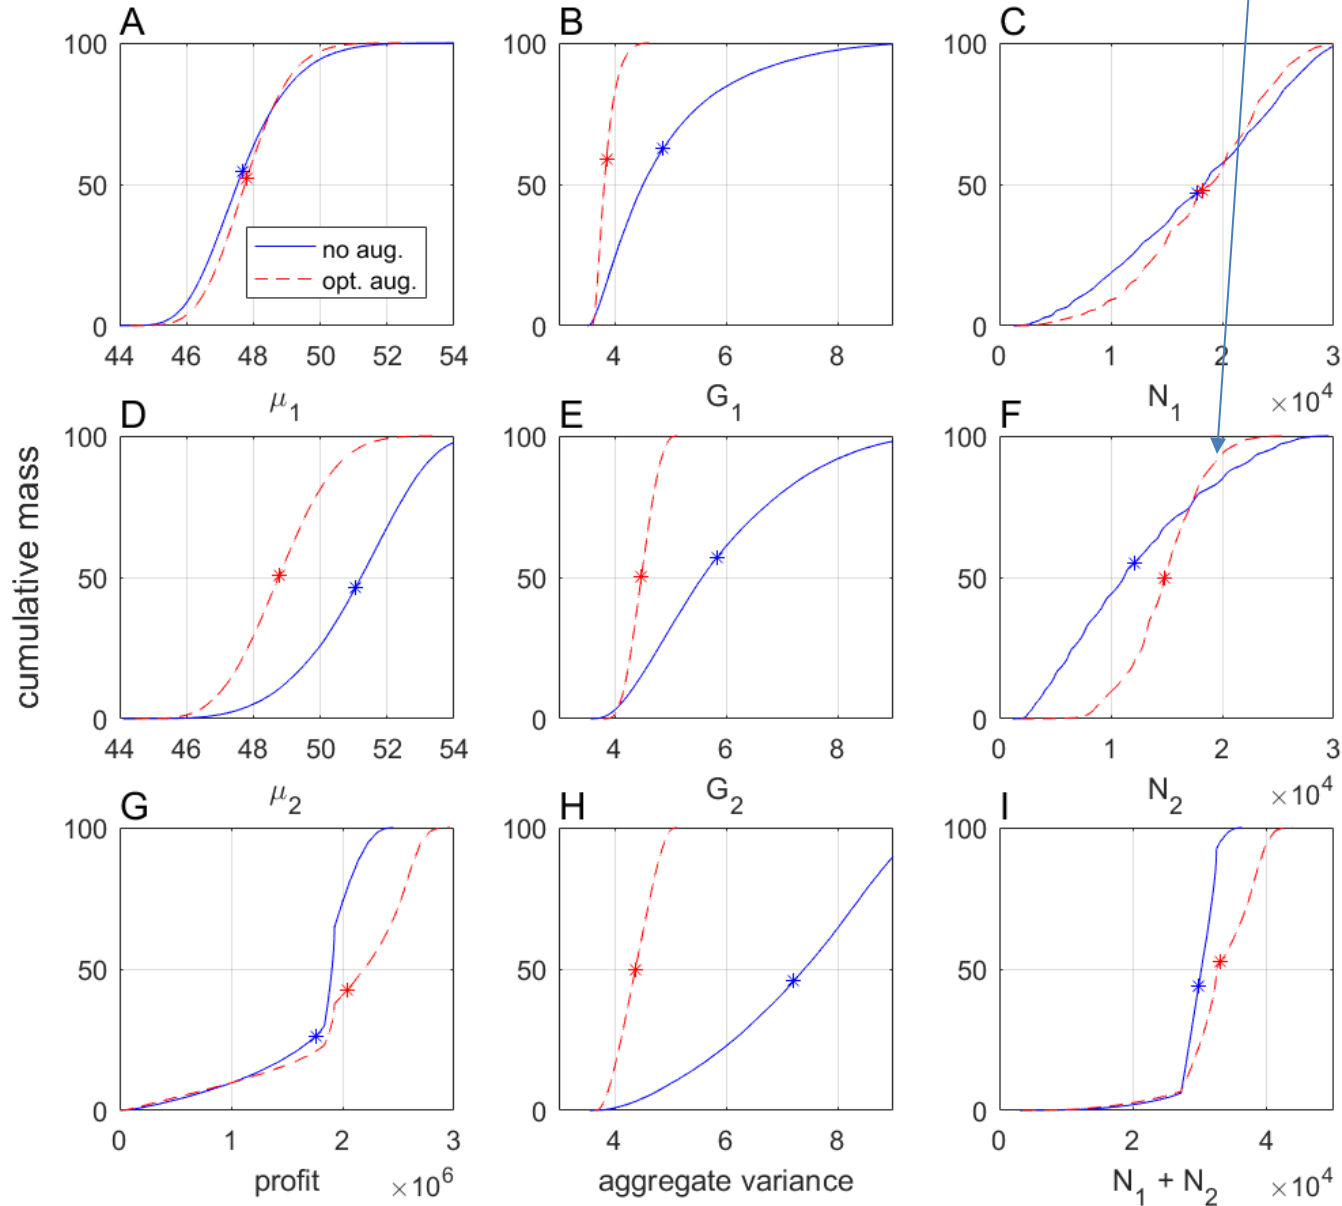 A
B
C
100
50
0
44 46 48 50 52 54
μ1
no aug.
opt. aug.
100
50
0
4 6 8
G1
100
50
0
0 1 2 3
N1 ×10^4
D
E
F
cumulative mass
100
50
0
44 46 48 50 52 54
μ2
100
50
0
4 6 8
G2
100
50
0
0 1 2 3
N2 ×10^4
G
H
I
100
50
0
0 1 2 3
profit ×10^6
100
50
0
4 6 8
aggregate variance
100
50
0
0 2 4
N1 + N2 ×10^4